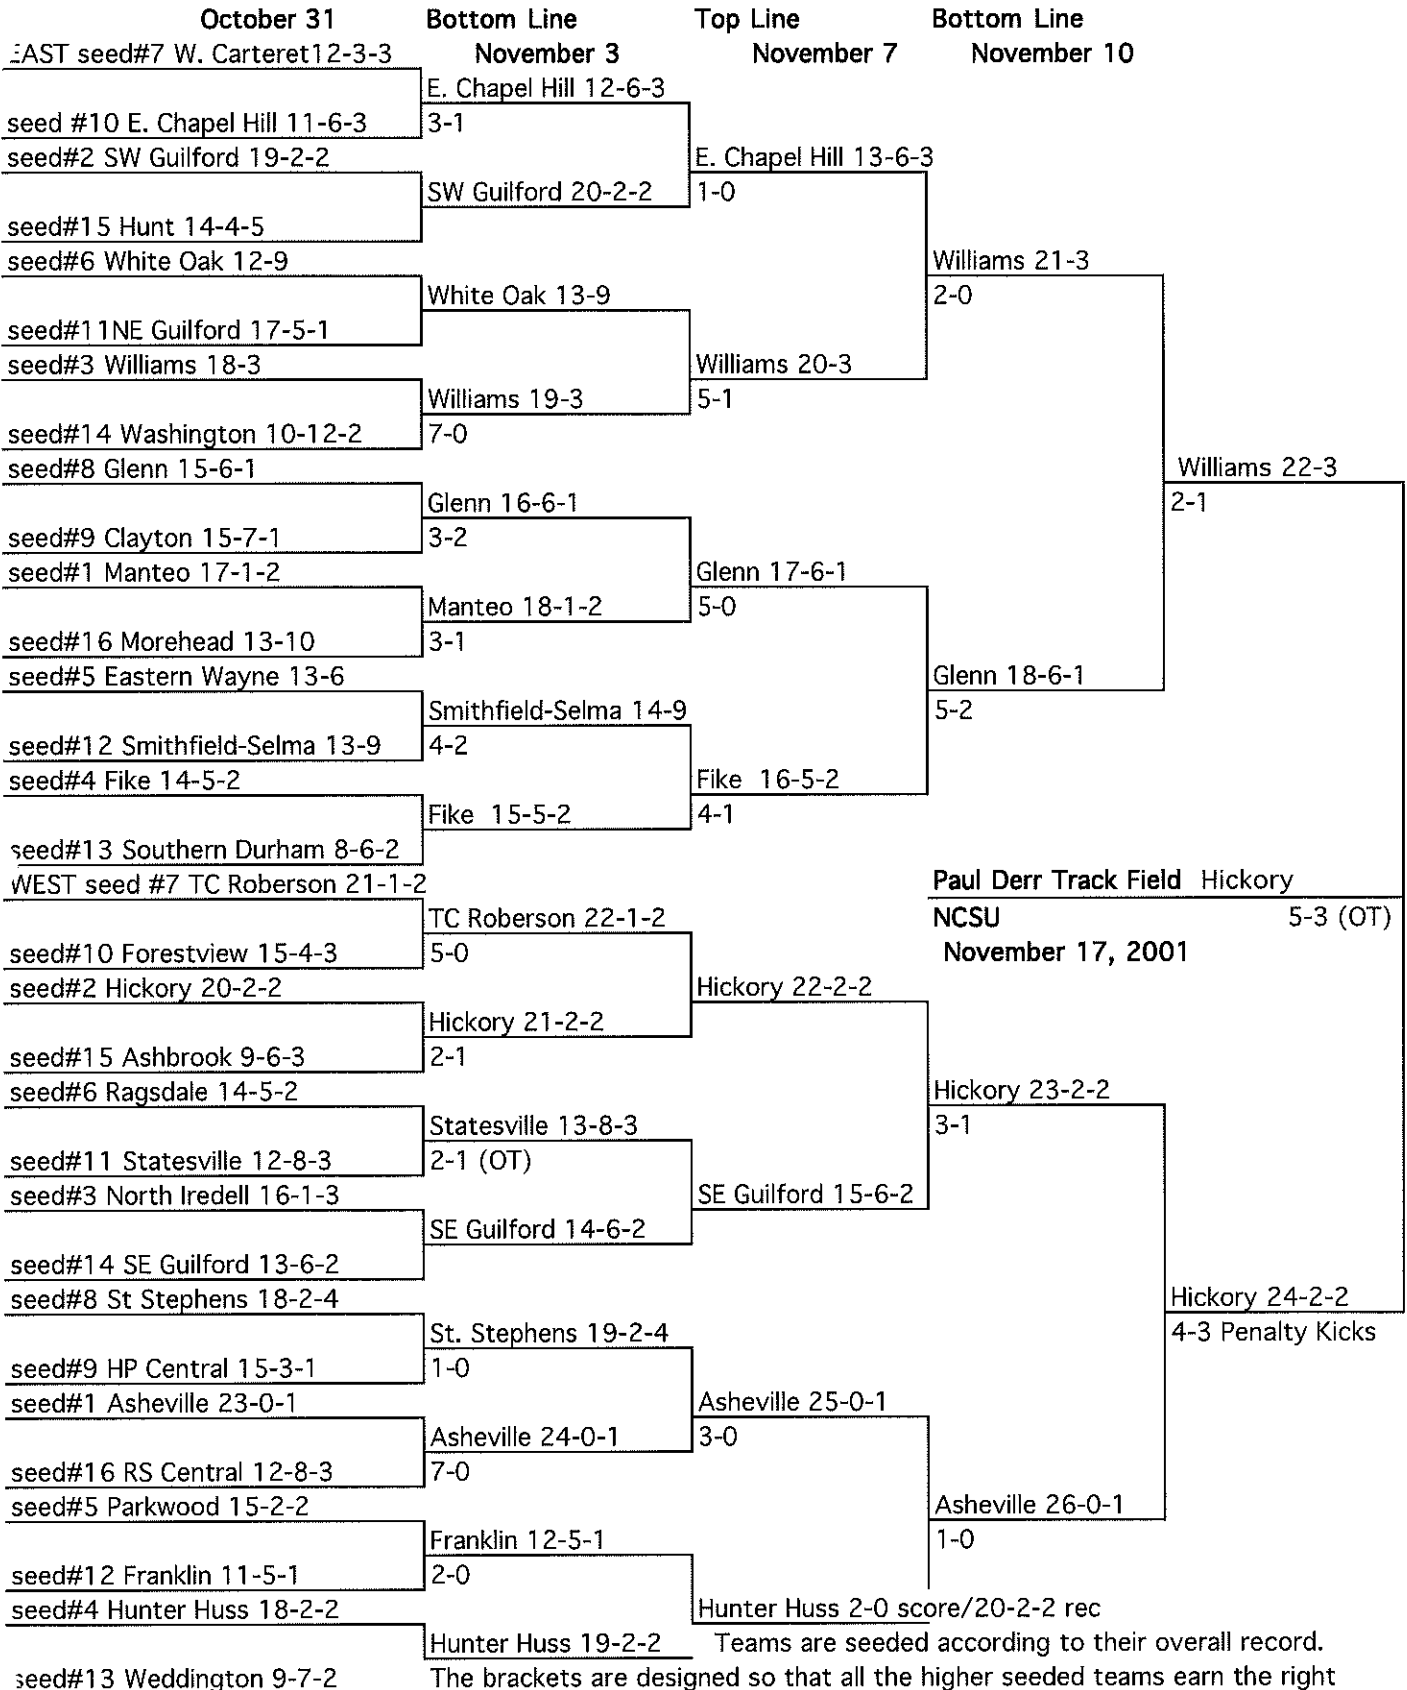 October 31 Bottom Line Top Line Bottom Line
EAST seed#7 W. Carteret12-3-3 November 3 November 7 November 10
E. Chapel Hill 12-6-3
seed #10 E. Chapel Hill 11-6-3 3-1
seed#2 SW Guilford 19-2-2 E. Chapel Hill 13-6-3
SW Guilford 20-2-2 1-0
seed#15 Hunt 14-4-5
seed#6 White Oak 12-9 Williams 21-3
White Oak 13-9 2-0
seed#11NE Guilford 17-5-1
seed#3 Williams 18-3 Williams 20-3
Williams 19-3 5-1
seed#14 Washington 10-12-2 7-0
seed#8 Glenn 15-6-1 Williams 22-3
Glenn 16-6-1 2-1
seed#9 Clayton 15-7-1 3-2
seed#1 Manteo 17-1-2 Glenn 17-6-1
Manteo 18-1-2 5-0
seed#16 Morehead 13-10 3-1
seed#5 Eastern Wayne 13-6 Glenn 18-6-1
Smithfield-Selma 14-9 5-2
seed#12 Smithfield-Selma 13-9 4-2
seed#4 Fike 14-5-2 Fike 16-5-2
Fike 15-5-2 4-1
seed#13 Southern Durham 8-6-2
WEST seed #7 TC Roberson 21-1-2 Paul Derr Track Field Hickory
TC Roberson 22-1-2 NCSU 5-3 (OT)
seed#10 Forestview 15-4-3 5-0 November 17, 2001
seed#2 Hickory 20-2-2 Hickory 22-2-2
Hickory 21-2-2
seed#15 Ashbrook 9-6-3 2-1
seed#6 Ragsdale 14-5-2 Hickory 23-2-2
Statesville 13-8-3 3-1
seed#11 Statesville 12-8-3 2-1 (OT)
seed#3 North Iredell 16-1-3 SE Guilford 15-6-2
SE Guilford 14-6-2
seed#14 SE Guilford 13-6-2
seed#8 St Stephens 18-2-4 Hickory 24-2-2
St. Stephens 19-2-4 4-3 Penalty Kicks
seed#9 HP Central 15-3-1 1-0
seed#1 Asheville 23-0-1 Asheville 25-0-1
Asheville 24-0-1 3-0
seed#16 RS Central 12-8-3 7-0
seed#5 Parkwood 15-2-2 Asheville 26-0-1
Franklin 12-5-1 1-0
seed#12 Franklin 11-5-1 2-0
seed#4 Hunter Huss 18-2-2 Hunter Huss 2-0 score/20-2-2 rec
Hunter Huss 19-2-2 Teams are seeded according to their overall record.
seed#13 Weddington 9-7-2 The brackets are designed so that all the higher seeded teams earn the right